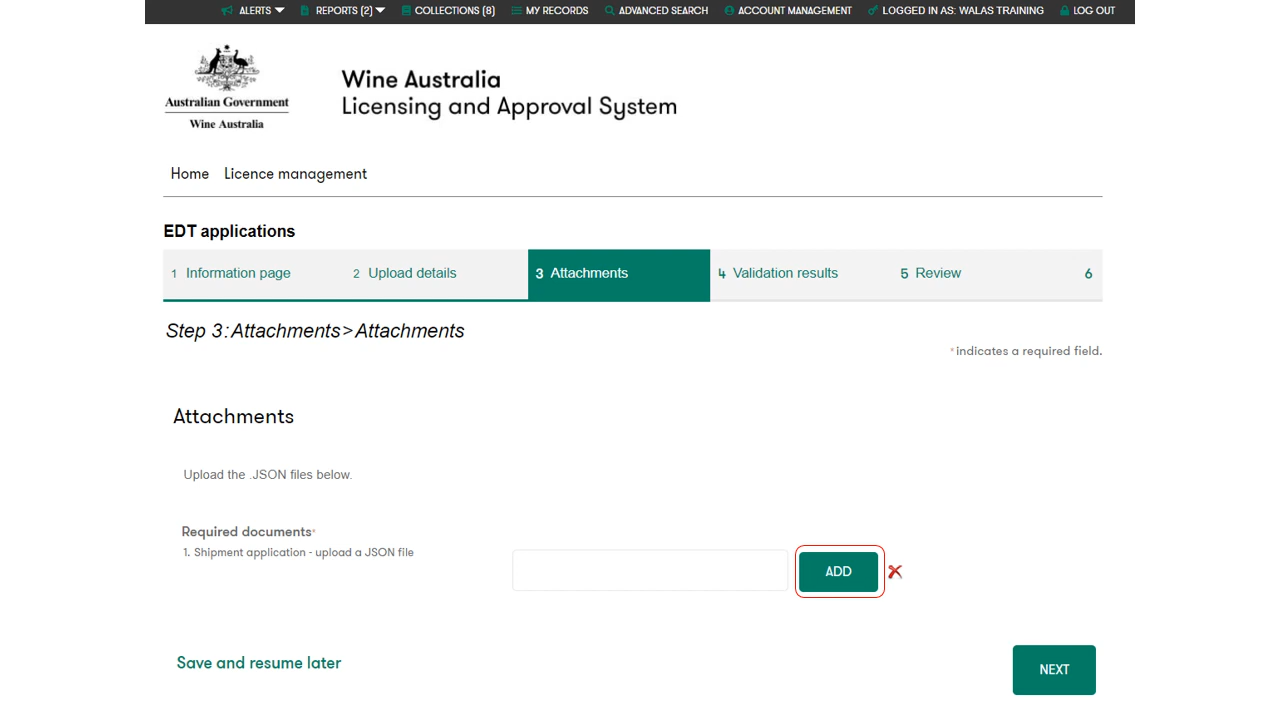 ALERTS REPORTS (2) COLLECTIONS (8) MY RECORDS ADVANCED SEARCH ACCOUNT MANAGEMENT LOGGED IN AS: WALAS TRAINING LOG OUT
Australian Government
Wine Australia
Wine Australia
Licensing and Approval System
Home Licence management
EDT applications
1 Information page 2 Upload details 3 Attachments 4 Validation results 5 Review 6
Step 3:Attachments>Attachments
*indicates a required field.
Attachments
Upload the .JSON files below.
Required documents*
1. Shipment application - upload a JSON file
ADD
Save and resume later
NEXT